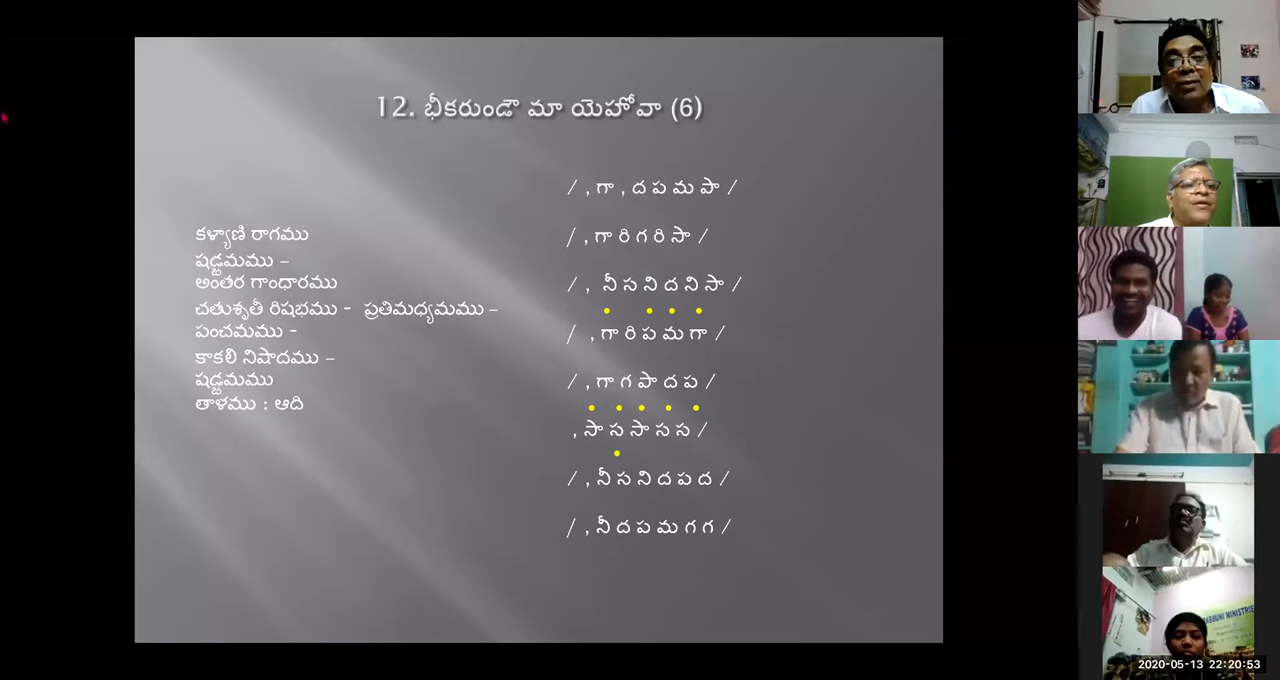 12. భీకరుండౌ మా యెహోవా (6)
కళ్యాణి రాగము
షడ్జమము –
అంతర గాంధారము
చతుశృతీ రిషభము - ప్రతిమధ్యమము –
పంచమము -
కాకలి నిషాదము –
షడ్జమము
తాళము : ఆది
/ , గా , ద ప మ పా /
/ , గా రి గ రి సా /
/ , నీ స ని ద ని సా /
/ , గా రి ప మ గా /
/ , గా గ పా ద ప /
, సా స సా స స /
/ , నీ స ని ద ప ద /
/ , నీ ద ప మ గ గ /
2020-05-13 22:20:53